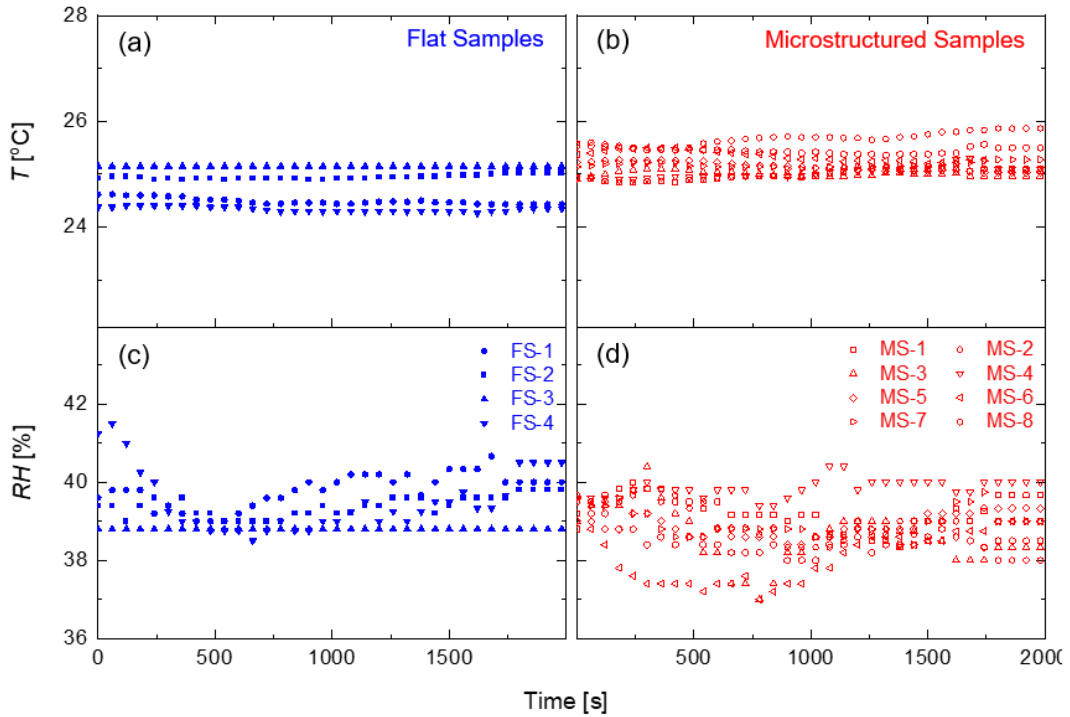 28
(a)
Flat Samples
(b)
Microstructured Samples
26
T [°C]
24
(c)
FS-1
FS-2
FS-3
FS-4
(d)
MS-1 MS-2
MS-3 MS-4
MS-5 MS-6
MS-7 MS-8
42
RH [%]
40
38
36
0 500 1000 1500 500 1000 1500 2000
Time [s]